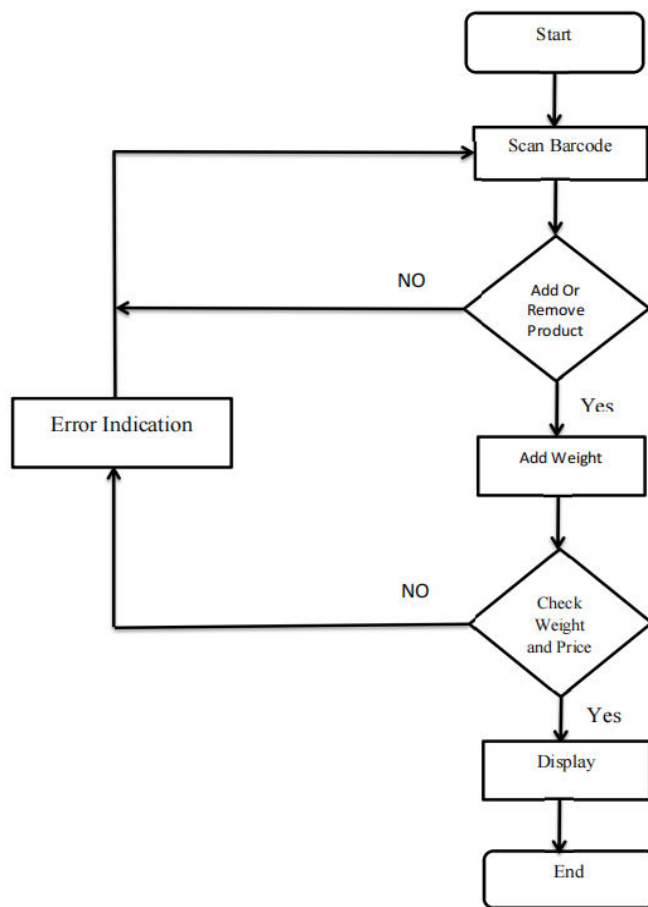 Start
Scan Barcode
NO
Add Or
Remove
Product
Yes
Error Indication
Add Weight
NO
Check
Weight
and Price
Yes
Display
End